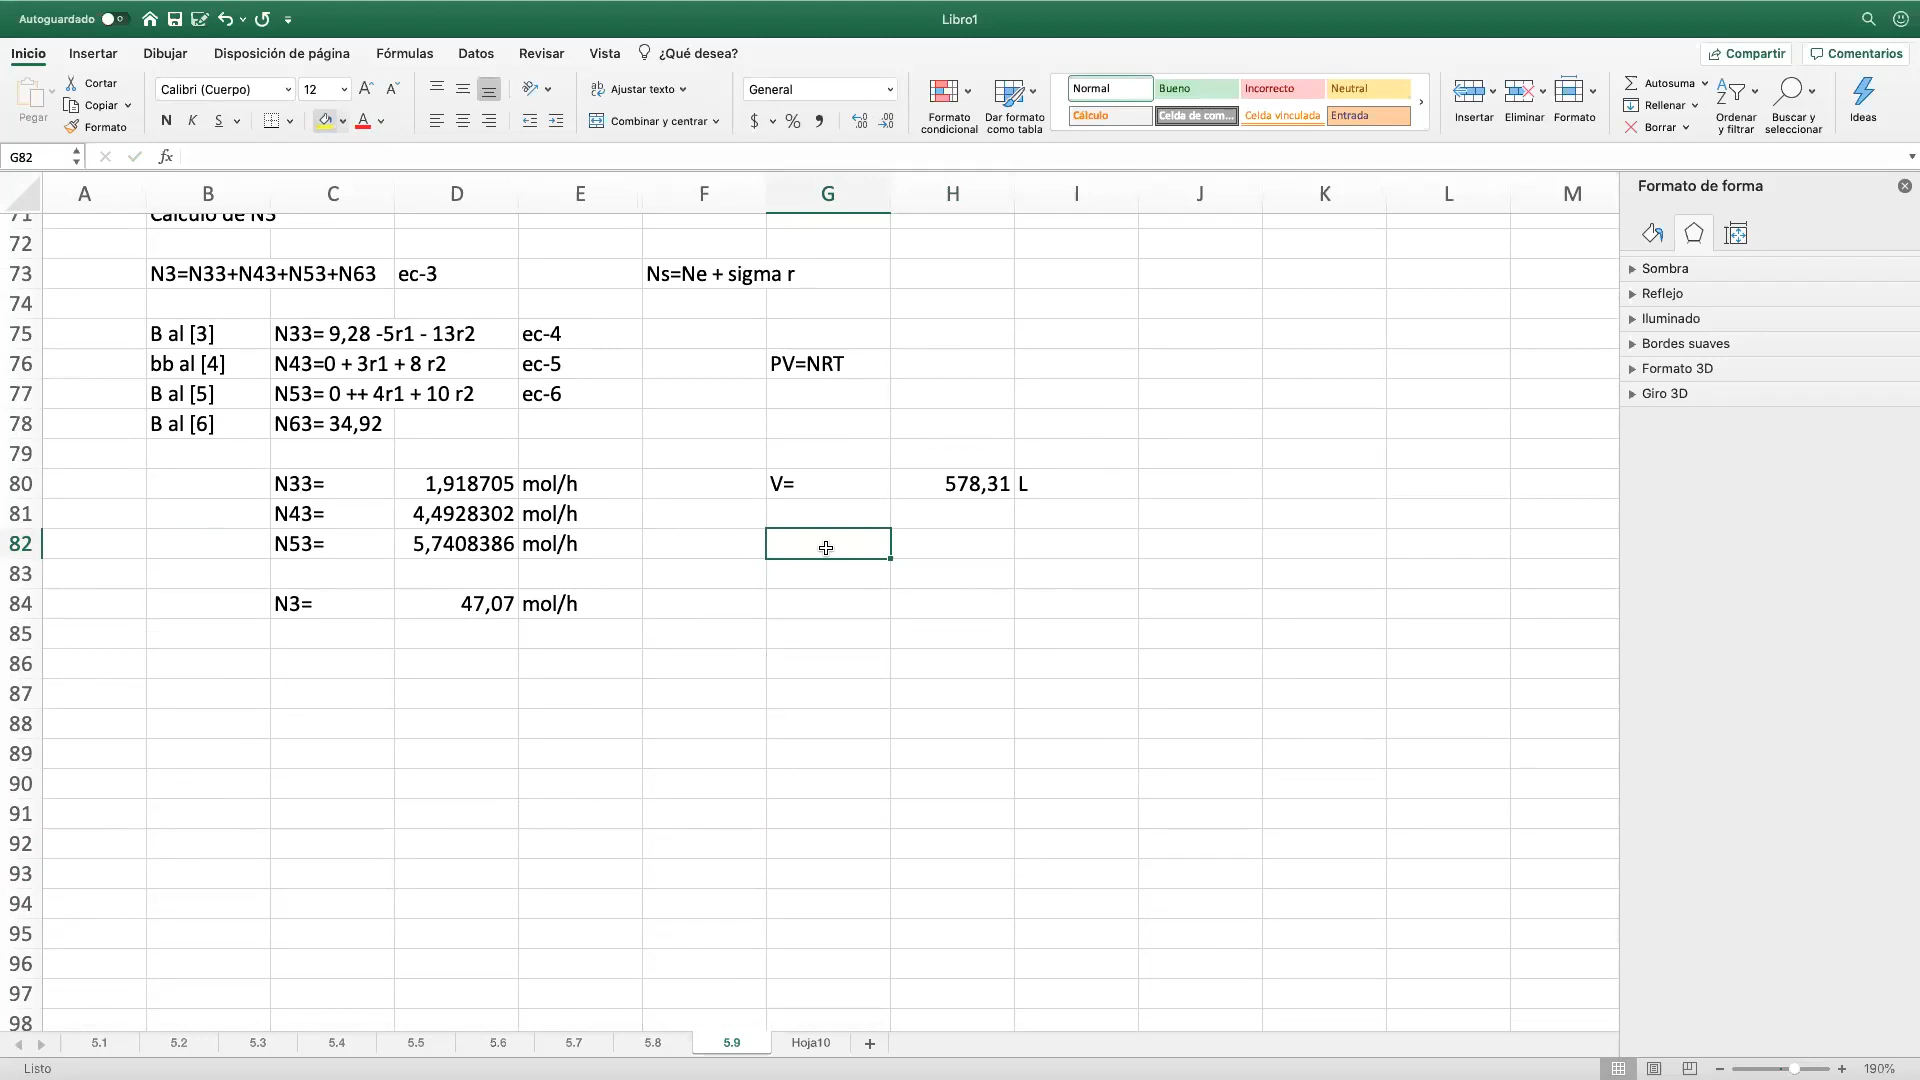 Autoguardado
Libro1
Inicio Insertar Dibujar Disposición de página Fórmulas Datos Revisar Vista ¿Qué desea? Compartir Comentarios
Pegar
Cortar
Copiar
Formato
Calibri (Cuerpo) 12
N K S A
Ajustar texto
Combinar y centrar
General
$ % 
Formato condicional
Dar formato como tabla
Normal Bueno Incorrecto Neutral
Cálculo Celda de com... Celda vinculada Entrada
Insertar Eliminar Formato
Autosuma
Rellenar
Borrar
Ordenar y filtrar
Buscar y seleccionar
Ideas
G82 fx
A B C D E F G H I J K L M
71 Cálculo de N3
72
73 N3=N33+N43+N53+N63 ec-3 Ns=Ne + sigma r
74
75 B al [3] N33= 9,28 -5r1 - 13r2 ec-4
76 bb al [4] N43=0 + 3r1 + 8 r2 ec-5 PV=NRT
77 B al [5] N53= 0 ++ 4r1 + 10 r2 ec-6
78 B al [6] N63= 34,92
79
80 N33= 1,918705 mol/h V= 578,31 L
81 N43= 4,4928302 mol/h
82 N53= 5,7408386 mol/h
83
84 N3= 47,07 mol/h
85
86
87
88
89
90
91
92
93
94
95
96
97
98
Formato de forma
Sombra
Reflejo
Iluminado
Bordes suaves
Formato 3D
Giro 3D
5.1 5.2 5.3 5.4 5.5 5.6 5.7 5.8 5.9 Hoja10
Listo
190%